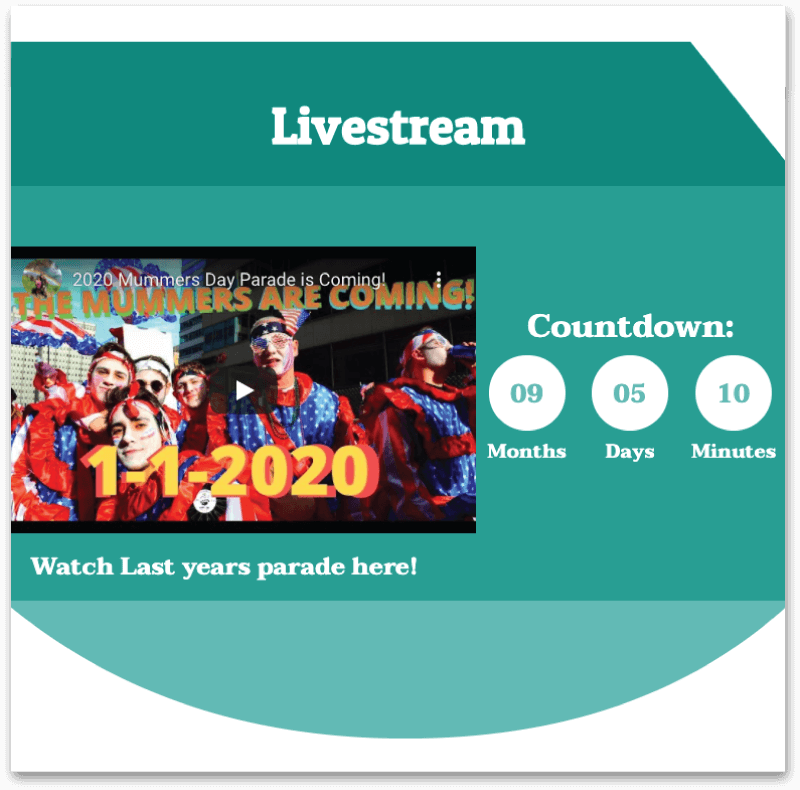 Livestream
2020 Mummers Day Parade is Coming!
THE MUMMERS ARE COMING!
1-1-2020
Countdown:
09 05 10
Months Days Minutes
Watch Last years parade here!